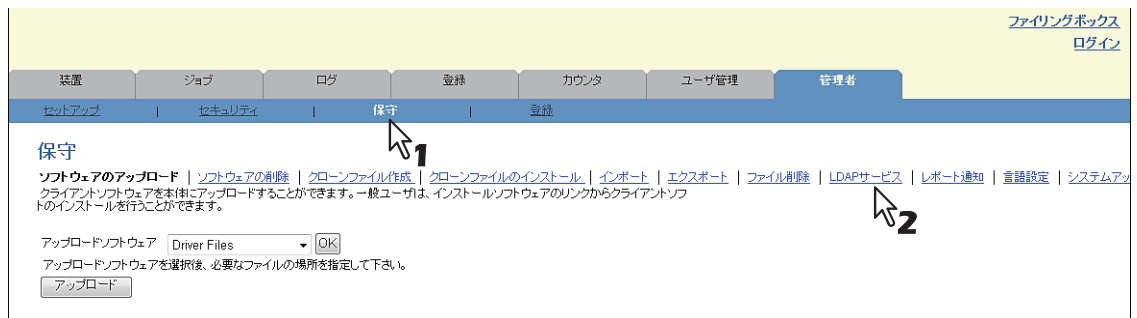 ファイリングボックス
ログイン
装置 ジョブ ログ 登録 カウンタ ユーザ管理 管理者
セットアップ | セキュリティ | 保守 | 登録
1
保守
ソフトウェアのアップロード | ソフトウェアの削除 | クローンファイル作成 | クローンファイルのインストール | インポート | エクスポート | ファイル削除 | LDAPサービス | レポート通知 | 言語設定 | システムアッ
クライアントソフトウェアを本体にアップロードすることができます。一般ユーザは、インストールソフトウェアのリンクからクライアントソフ
トのインストールを行うことができます。
2
アップロードソフトウェア Driver Files OK
アップロードソフトウェアを選択後、必要なファイルの場所を指定して下さい。
アップロード